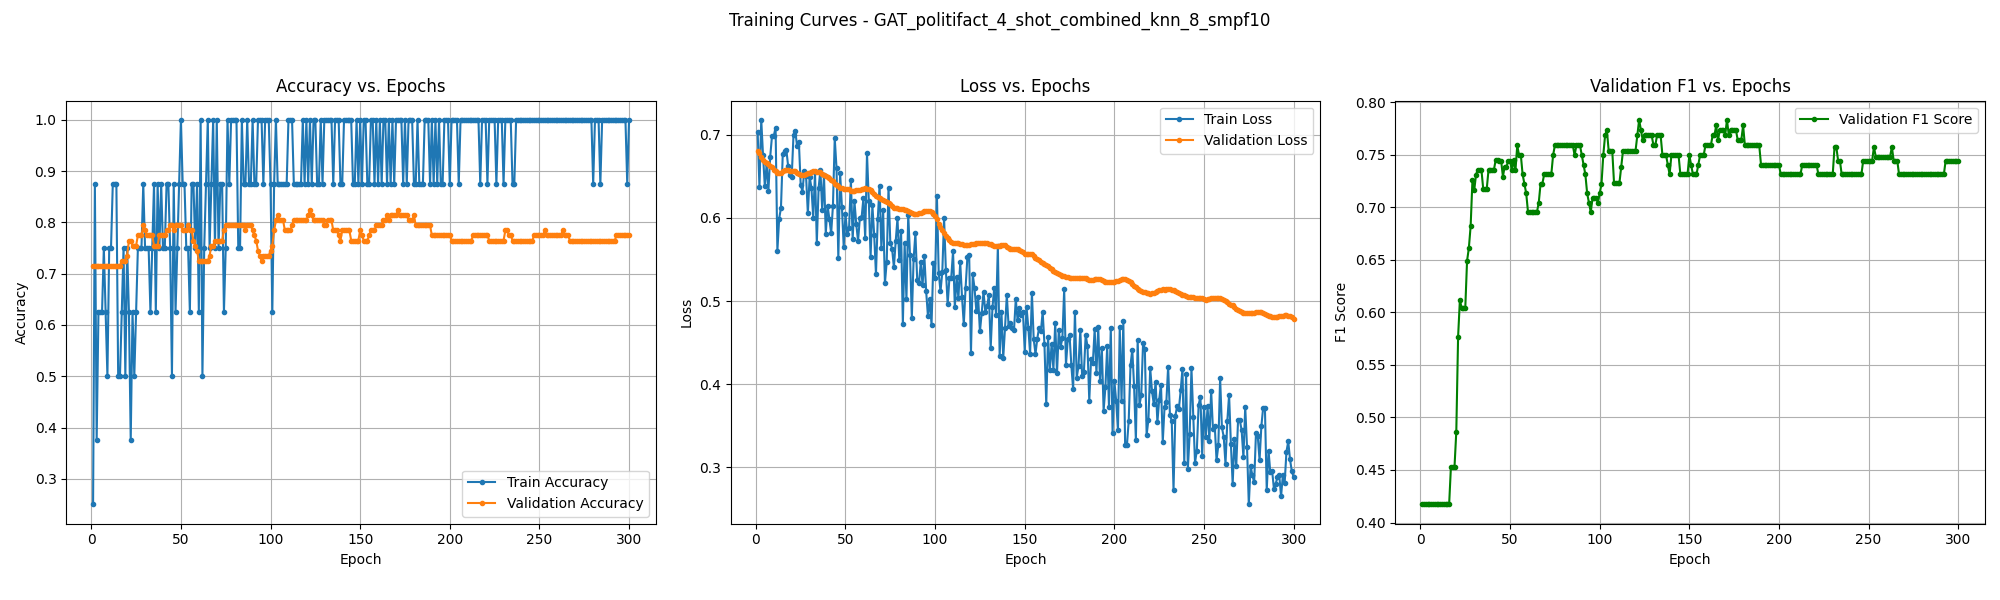 Training Curves - GAT_politifact_4_shot_combined_knn_8_smpf10
Accuracy vs. Epochs
1.0
0.9
0.8
0.7
0.6
0.5
0.4
0.3
Accuracy
Train Accuracy
Validation Accuracy
0 50 100 150 200 250 300
Epoch
Loss vs. Epochs
0.7
0.6
0.5
0.4
0.3
Loss
Train Loss
Validation Loss
0 50 100 150 200 250 300
Epoch
Validation F1 vs. Epochs
0.80
0.75
0.70
0.65
0.60
0.55
0.50
0.45
0.40
F1 Score
Validation F1 Score
0 50 100 150 200 250 300
Epoch